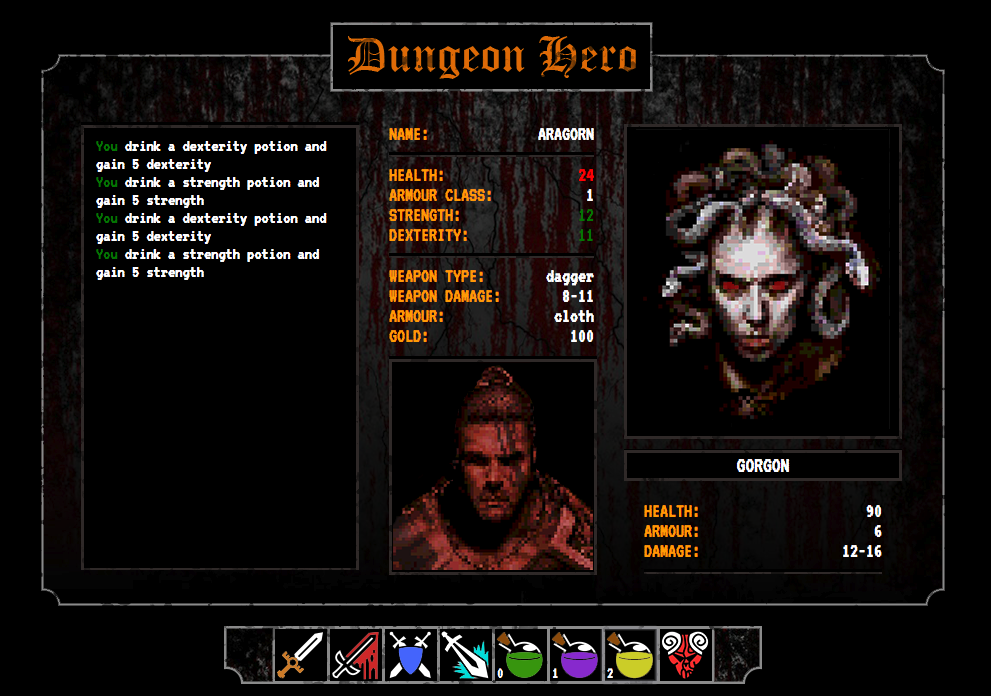 Dungeon Hero
You drink a dexterity potion and
gain 5 dexterity
You drink a strength potion and
gain 5 strength
You drink a dexterity potion and
gain 5 dexterity
You drink a strength potion and
gain 5 strength
NAME: ARAGORN
HEALTH: 24
ARMOUR CLASS: 1
STRENGTH: 12
DEXTERITY: 11
WEAPON TYPE: dagger
WEAPON DAMAGE: 8-11
ARMOUR: cloth
GOLD: 100
GORGON
HEALTH: 90
ARMOUR: 6
DAMAGE: 12-16
0 1 2